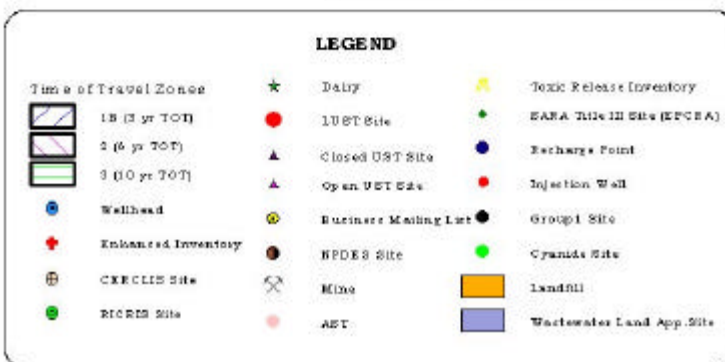 LEGEND
Time of Travel Zones
1B (3 yr TOT)
2 (6 yr TOT)
3 (10 yr TOT)
Wellhead
Enhanced Inventory
CERCLIS Site
RICRIS Site
Dairy
LUST Site
Closed UST Site
Open UST Site
Business Mailing List
NPDES Site
Mine
AST
Toxic Release Inventory
SARA Title III Site (EPCRA)
Recharge Point
Injection Well
Group1 Site
Cyanide Site
Landfill
Wastewater Land App.Site